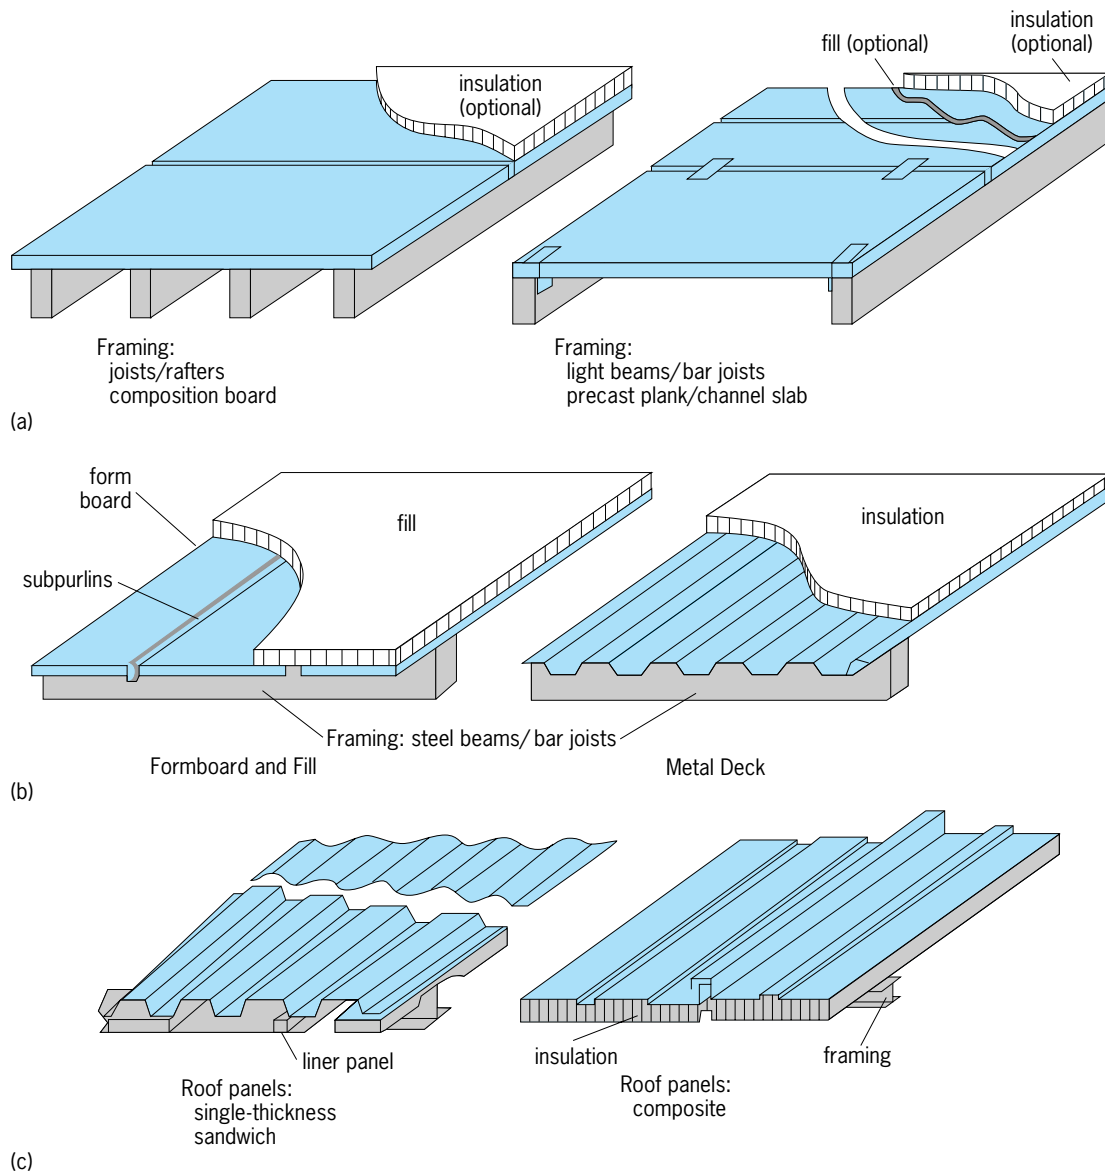 insulation
(optional)
fill (optional)
insulation
(optional)
Framing:
joists/rafters
composition board
Framing:
light beams/bar joists
precast plank/channel slab
(a)
form
board
subpurlins
fill
insulation
Framing: steel beams/ bar joists
Formboard and Fill
Metal Deck
(b)
liner panel
Roof panels:
single-thickness
sandwich
insulation
framing
Roof panels:
composite
(c)